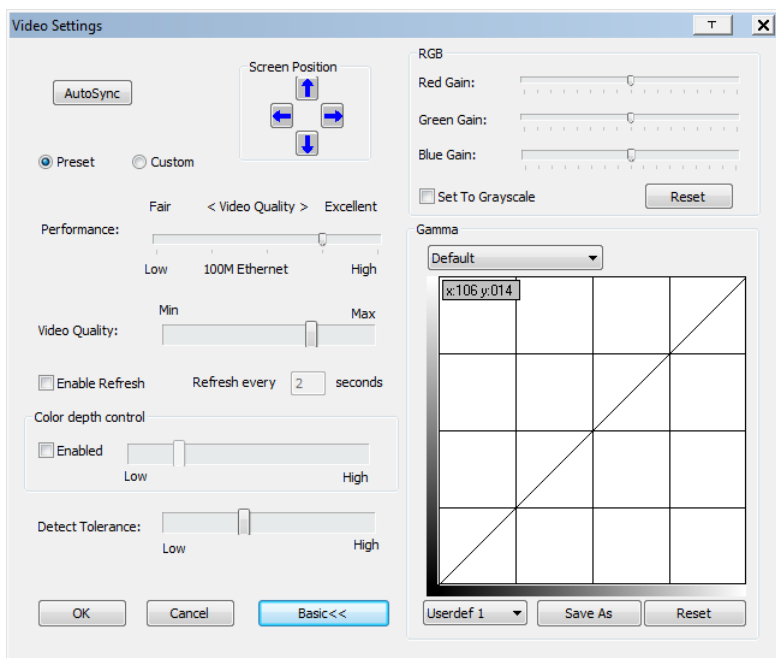 Video Settings
T
X
AutoSync
Screen Position
Preset
Custom
Fair
< Video Quality >
Excellent
Performance:
Low
100M Ethernet
High
Min
Max
Video Quality:
Enable Refresh
Refresh every
2
seconds
Color depth control
Enabled
Low
High
Detect Tolerance:
Low
High
OK
Cancel
Basic<<
RGB
Red Gain:
Green Gain:
Blue Gain:
Set To Grayscale
Reset
Gamma
Default
x:106 y:014
Userdef 1
Save As
Reset